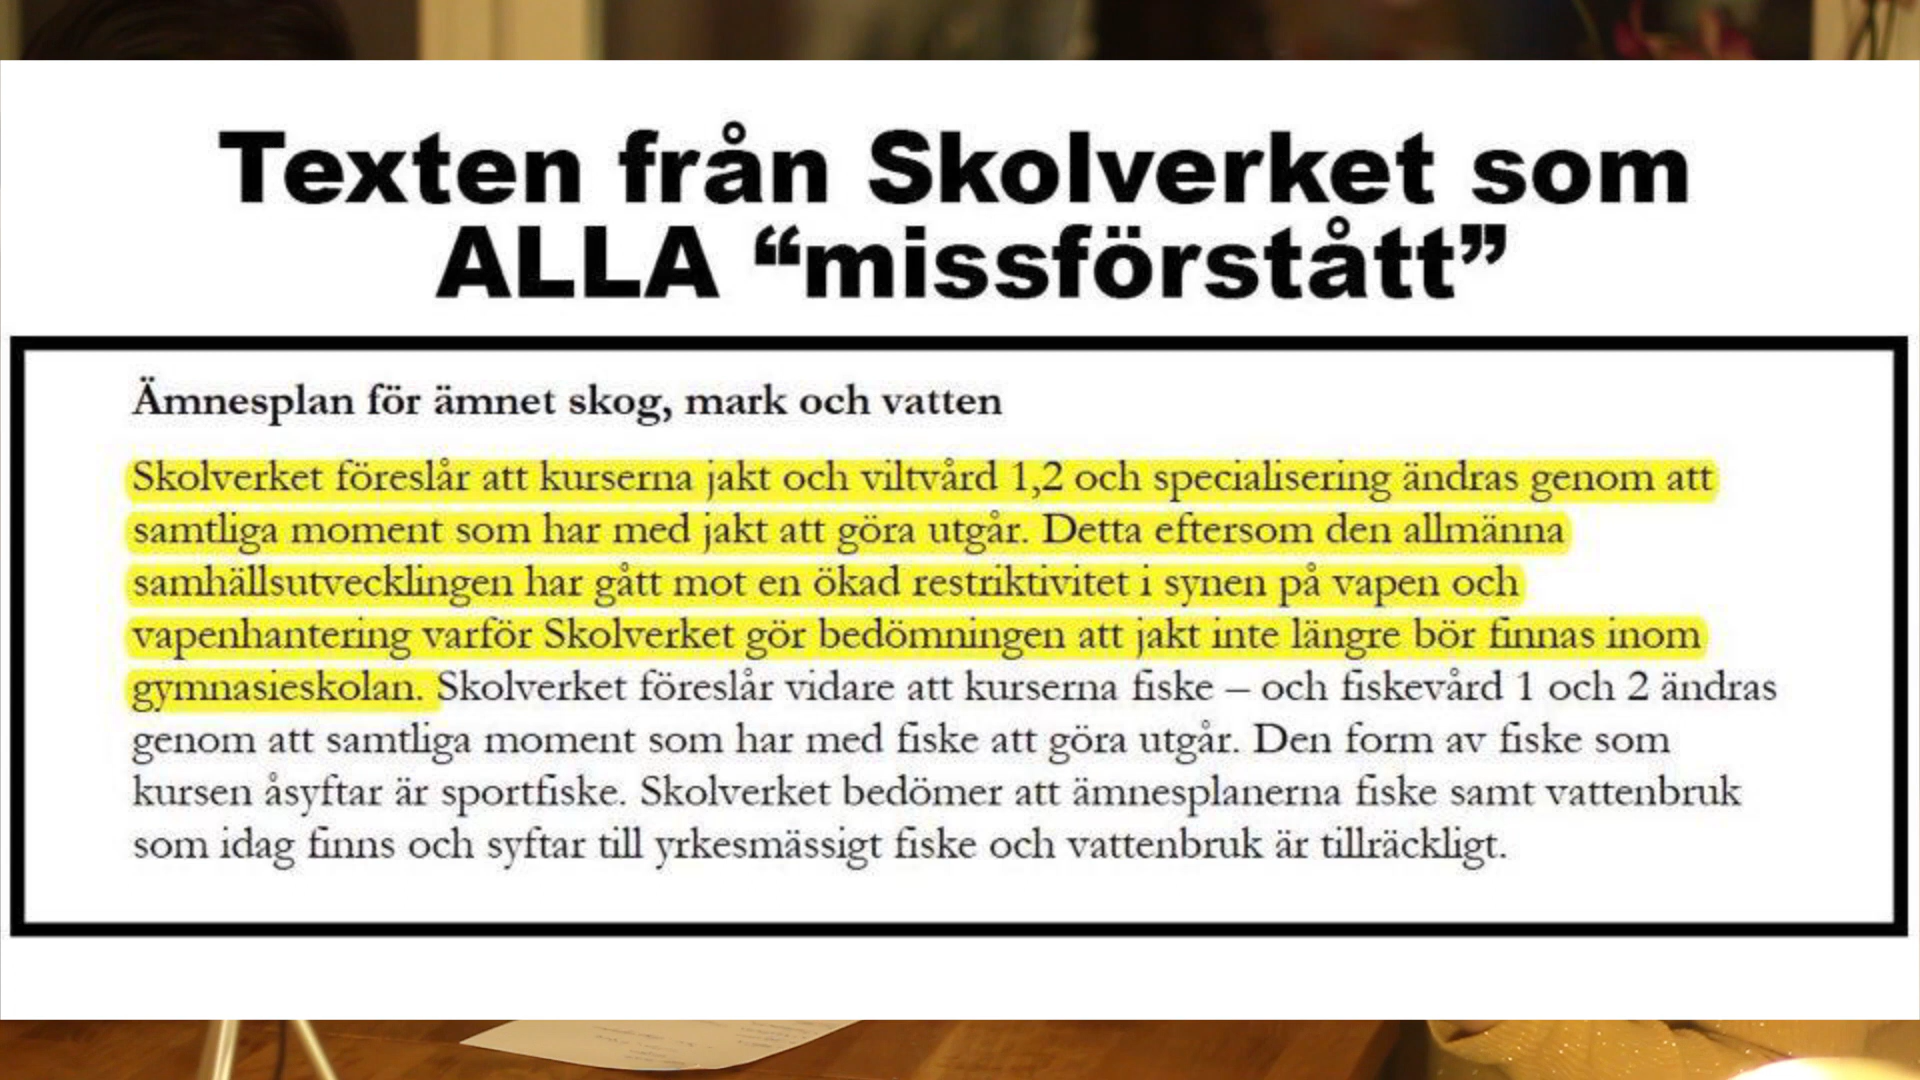 Texten från Skolverket som
ALLA “missförstått”
Ämnesplan för ämnet skog, mark och vatten
Skolverket föreslår att kurserna jakt och viltvård 1,2 och specialisering ändras genom att
samtliga moment som har med jakt att göra utgår. Detta eftersom den allmänna
samhällsutvecklingen har gått mot en ökad restriktivitet i synen på vapen och
vapenhantering varför Skolverket gör bedömningen att jakt inte längre bör finnas inom
gymnasieskolan. Skolverket föreslår vidare att kurserna fiske – och fiskevård 1 och 2 ändras
genom att samtliga moment som har med fiske att göra utgår. Den form av fiske som
kursen åsyftar är sportfiske. Skolverket bedömer att ämnesplanerna fiske samt vattenbruk
som idag finns och syftar till yrkesmässigt fiske och vattenbruk är tillräckligt.